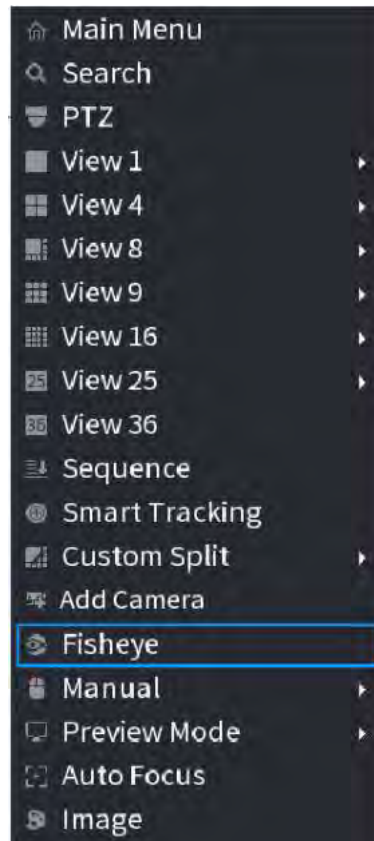 Main Menu
Search
PTZ
View 1
View 4
View 8
View 9
View 16
25 View 25
36 View 36
Sequence
Smart Tracking
Custom Split
Add Camera
Fisheye
Manual
Preview Mode
Auto Focus
Image